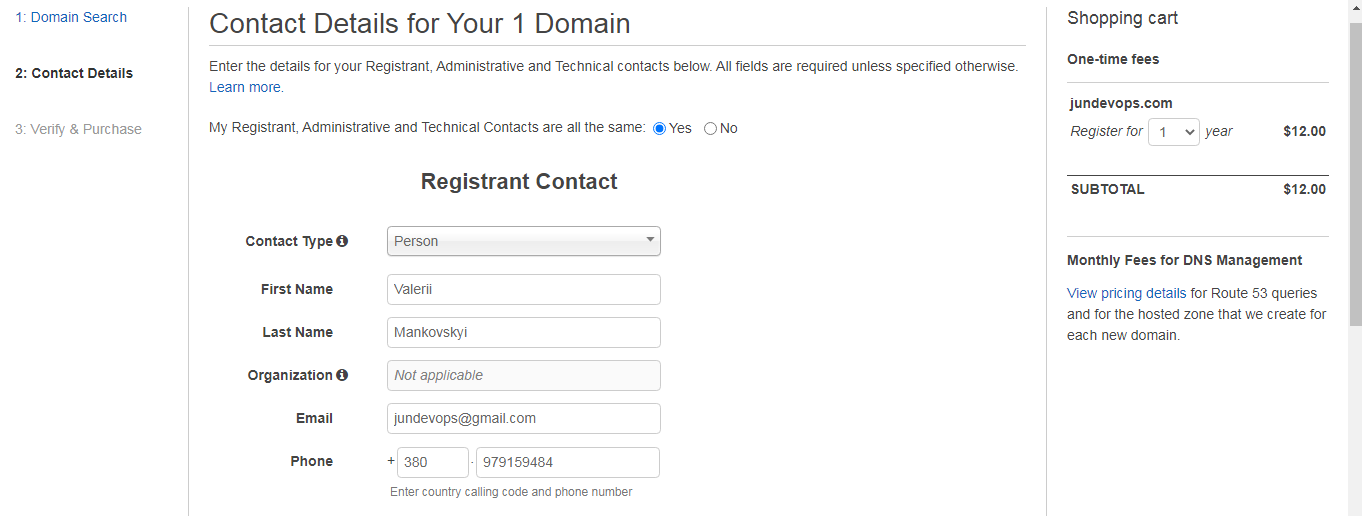 1: Domain Search
2: Contact Details
3: Verify & Purchase
Contact Details for Your 1 Domain
Enter the details for your Registrant, Administrative and Technical contacts below. All fields are required unless specified otherwise.
Learn more.
My Registrant, Administrative and Technical Contacts are all the same: Yes No
Registrant Contact
Contact Type Person
First Name Valerii
Last Name Mankovskyi
Organization Not applicable
Email jundevops@gmail.com
Phone + 380 . 979159484
Enter country calling code and phone number
Shopping cart
One-time fees
jundevops.com
Register for 1 year $12.00
SUBTOTAL $12.00
Monthly Fees for DNS Management
View pricing details for Route 53 queries
and for the hosted zone that we create for
each new domain.